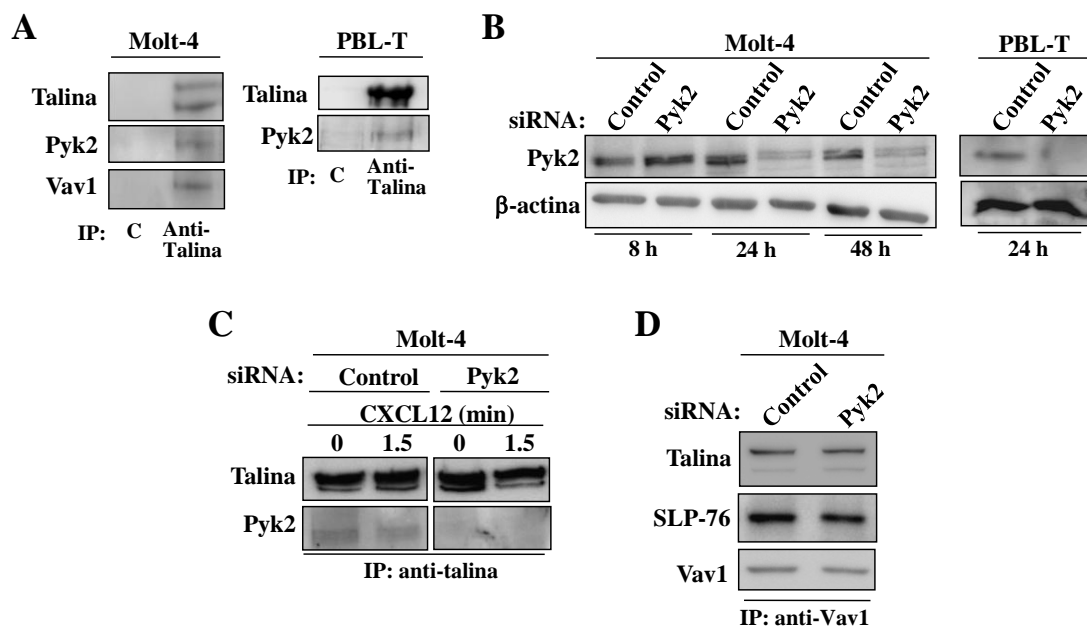 A
Molt-4
Talina
Pyk2
Vav1
IP: C Anti-
Talina
PBL-T
Talina
Pyk2
IP: C Anti-
Talina
B
Molt-4
siRNA: Control Pyk2 Control Pyk2 Control Pyk2
Pyk2
β-actina
8 h 24 h 48 h
PBL-T
Control Pyk2
24 h
C
Molt-4
siRNA: Control Pyk2
CXCL12 (min)
0 1.5 0 1.5
Talina
Pyk2
IP: anti-talina
D
Molt-4
siRNA: Control Pyk2
Talina
SLP-76
Vav1
IP: anti-Vav1